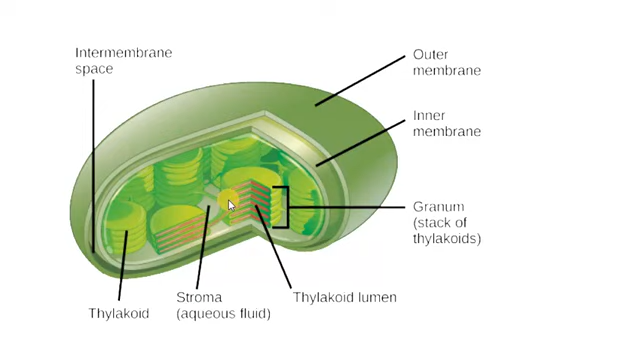 Intermembrane
space
Outer
membrane
Inner
membrane
Granum
(stack of
thylakoids)
Thylakoid
Stroma
(aqueous fluid)
Thylakoid lumen